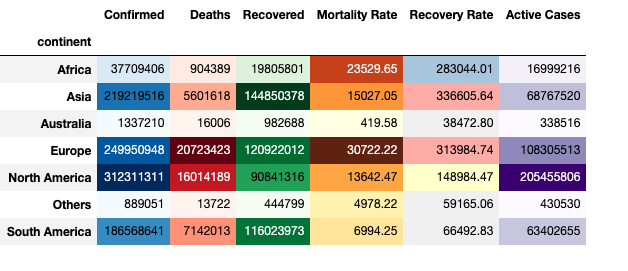 Confirmed Deaths Recovered Mortality Rate Recovery Rate Active Cases
continent
Africa 37709406 904389 19805801 23529.65 283044.01 16999216
Asia 219219516 5601618 144850378 15027.05 336605.64 68767520
Australia 1337210 16006 982688 419.58 38472.80 338516
Europe 249950948 20723423 120922012 30722.22 313984.74 108305513
North America 312311311 16014189 90841316 13642.47 148984.47 205455806
Others 889051 13722 444799 4978.22 59165.06 430530
South America 186568641 7142013 116023973 6994.25 66492.83 63402655